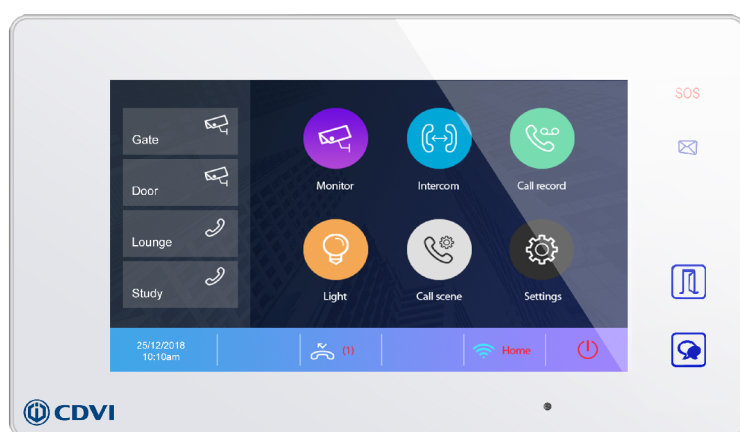 SOS
Gate
Monitor
Intercom
Call record
Door
Lounge
Study
Light
Call scene
Settings
25/12/2018
10:10am
(1)
Home
CDVI